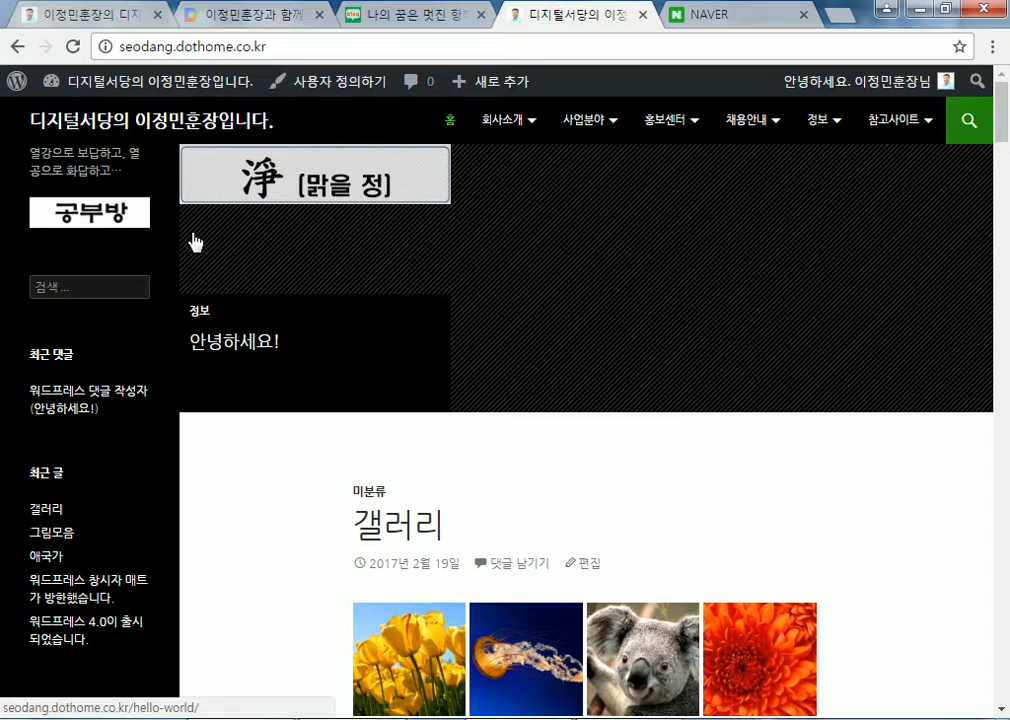 이정민훈장의 디지
이정민훈장과 함께
나의 꿈은 멋진 황
디지털서당의 이정
NAVER
seodang.dothome.co.kr
디지털서당의 이정민훈장입니다.
사용자 정의하기
0
새로 추가
안녕하세요. 이정민훈장님
디지털서당의 이정민훈장입니다.
홈
회사소개
사업분야
홍보센터
채용안내
정보
참고사이트
열강으로 보답하고, 열
공으로 화답하고…
공부방
淨 (맑을 정)
검색 ...
정보
안녕하세요!
최근 댓글
워드프레스 댓글 작성자
(안녕하세요!)
최근 글
갤러리
그림모음
애국가
워드프레스 창시자 매트
가 방한했습니다.
워드프레스 4.0이 출시
되었습니다.
미분류
갤러리
2017년 2월 19일 댓글 남기기 편집
seodang.dothome.co.kr/hello-world/